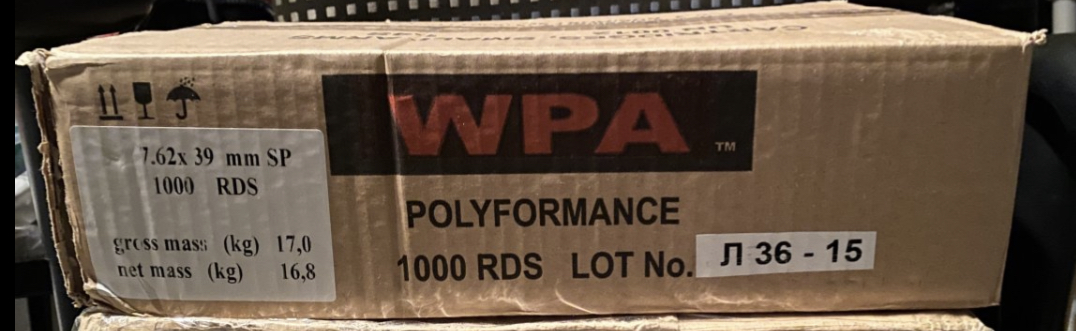 7.62x 39 mm SP
1000 RDS
gross mass (kg) 17,0
net mass (kg) 16,8
WPA ™
POLYFORMANCE
1000 RDS LOT No. Л 36 - 15